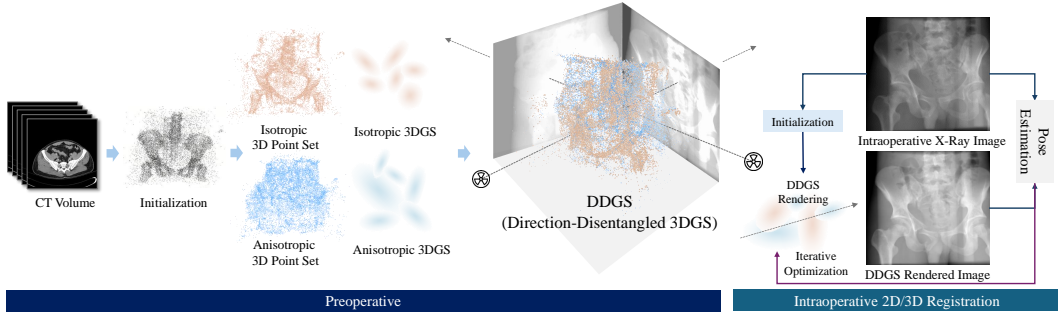 CT Volume
Initialization
Isotropic
3D Point Set
Isotropic 3DGS
Anisotropic
3D Point Set
Anisotropic 3DGS
DDGS
(Direction-Disentangled 3DGS)
Initialization
DDGS
Rendering
Iterative
Optimization
Intraoperative X-Ray Image
DDGS Rendered Image
Pose
Estimation
Preoperative
Intraoperative 2D/3D Registration